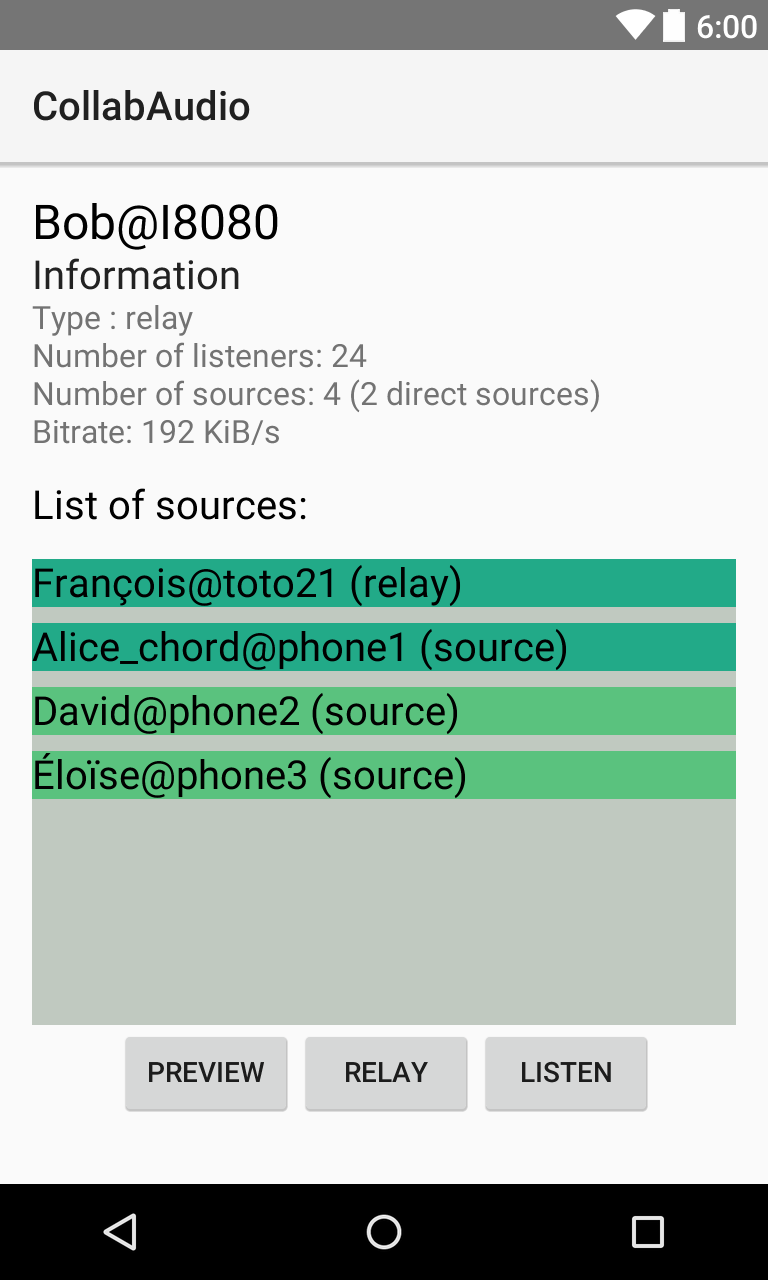 6:00
CollabAudio
Bob@I8080
Information
Type : relay
Number of listeners: 24
Number of sources: 4 (2 direct sources)
Bitrate: 192 KiB/s
List of sources:
François@toto21 (relay)
Alice_chord@phone1 (source)
David@phone2 (source)
Éloïse@phone3 (source)
PREVIEW RELAY LISTEN